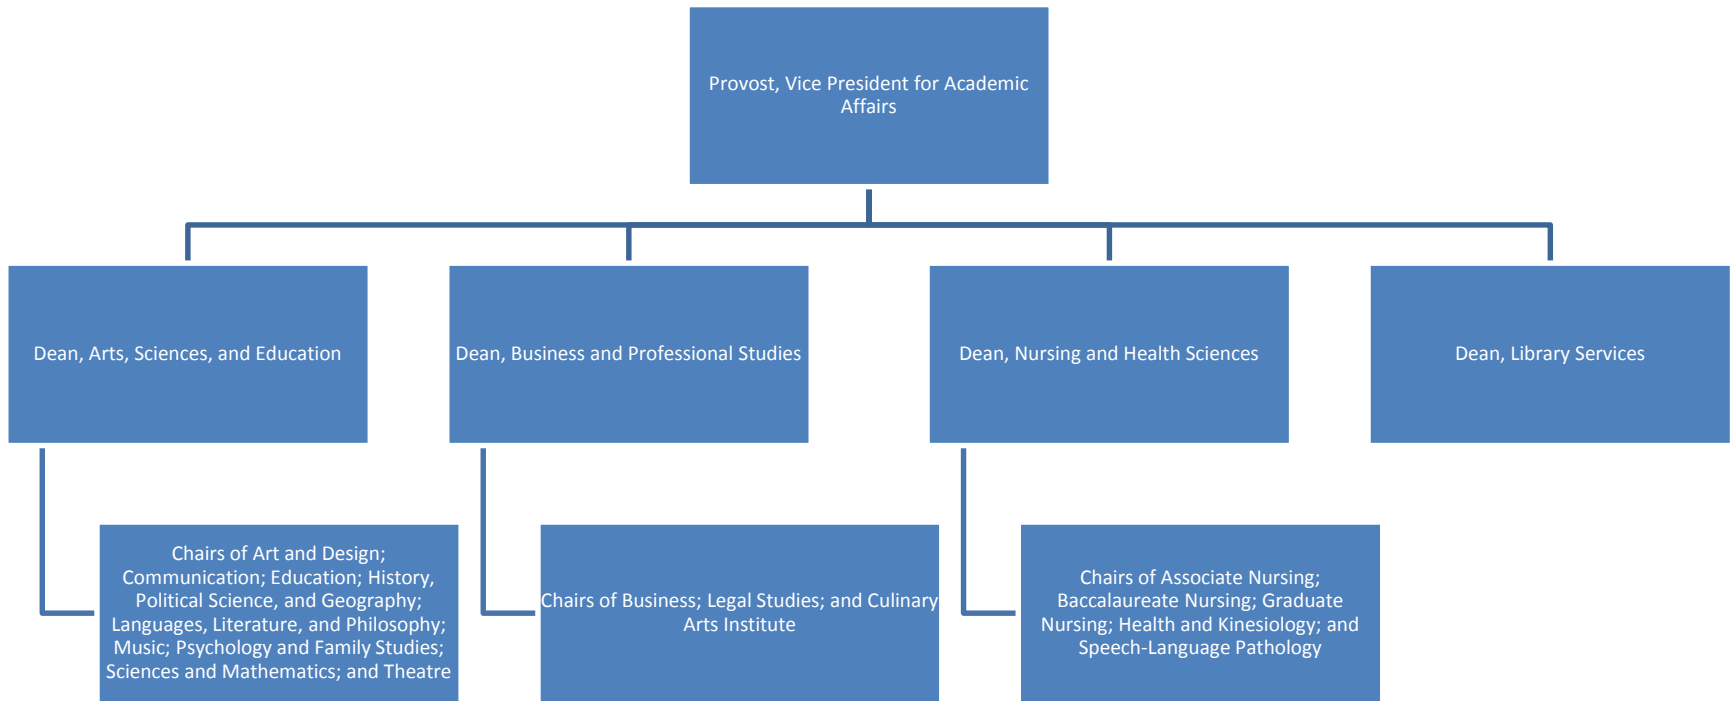 Provost, Vice President for Academic
Affairs
Dean, Arts, Sciences, and Education
Dean, Business and Professional Studies
Dean, Nursing and Health Sciences
Dean, Library Services
Chairs of Art and Design;
Communication; Education; History,
Political Science, and Geography;
Languages, Literature, and Philosophy;
Music; Psychology and Family Studies;
Sciences and Mathematics; and Theatre
Chairs of Business; Legal Studies; and Culinary
Arts Institute
Chairs of Associate Nursing;
Baccalaureate Nursing; Graduate
Nursing; Health and Kinesiology; and
Speech-Language Pathology